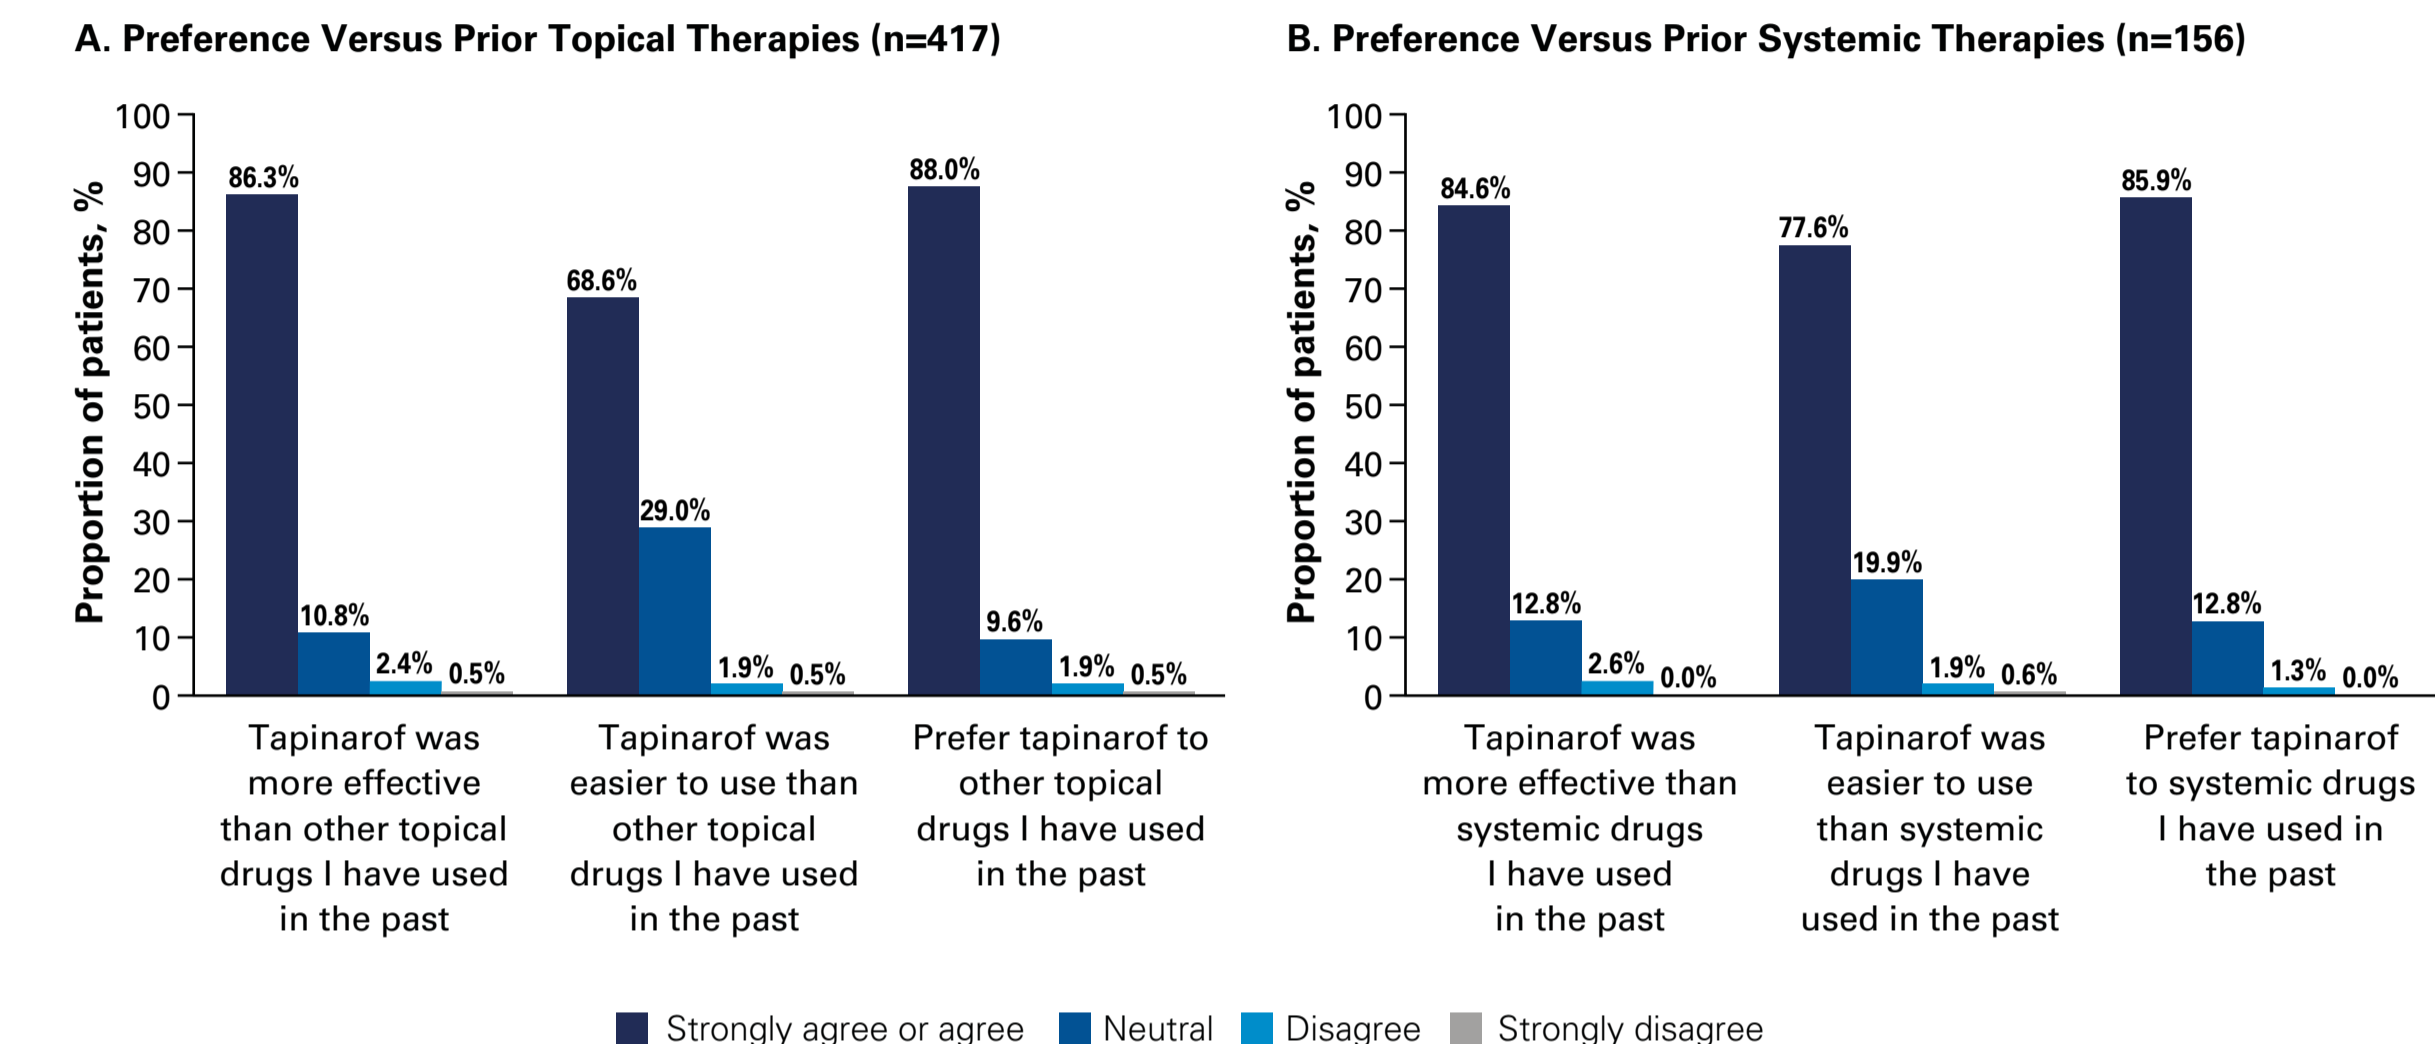 A. Preference Versus Prior Topical Therapies (n=417)
Proportion of patients, %
100
90
80
70
60
50
40
30
20
10
0
86.3%
10.8%
2.4%
0.5%
68.6%
29.0%
1.9%
0.5%
88.0%
9.6%
1.9%
0.5%
Tapinarof was
more effective
than other topical
drugs I have used
in the past
Tapinarof was
easier to use than
other topical
drugs I have used
in the past
Prefer tapinarof to
other topical
drugs I have used
in the past
B. Preference Versus Prior Systemic Therapies (n=156)
Proportion of patients, %
100
90
80
70
60
50
40
30
20
10
0
84.6%
12.8%
2.6%
0.0%
77.6%
19.9%
1.9%
0.6%
85.9%
12.8%
1.3%
0.0%
Tapinarof was
more effective than
systemic drugs
I have used
in the past
Tapinarof was
easier to use
than systemic
drugs I have
used in the past
Prefer tapinarof
to systemic drugs
I have used in
the past
Strongly agree or agree
Neutral
Disagree
Strongly disagree